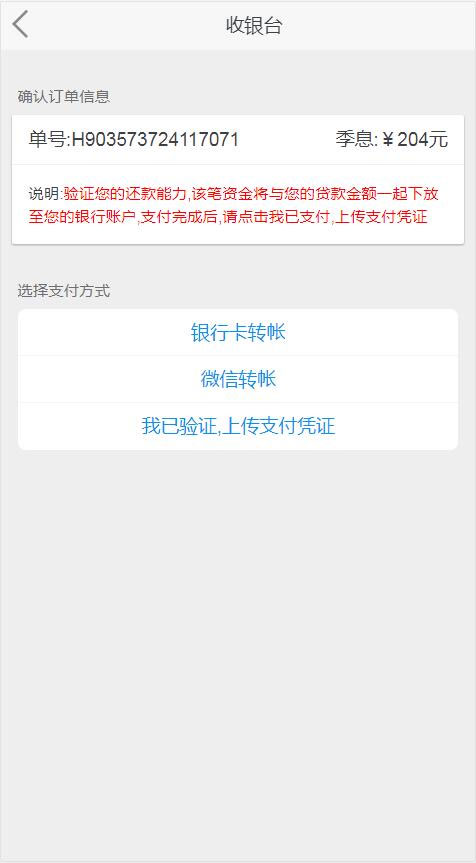 收银台
确认订单信息
单号:H903573724117071 季息:¥204元
说明:验证您的还款能力,该笔资金将与您的贷款金额一起下放
至您的银行账户,支付完成后,请点击我已支付,上传支付凭证
选择支付方式
银行卡转帐
微信转帐
我已验证,上传支付凭证